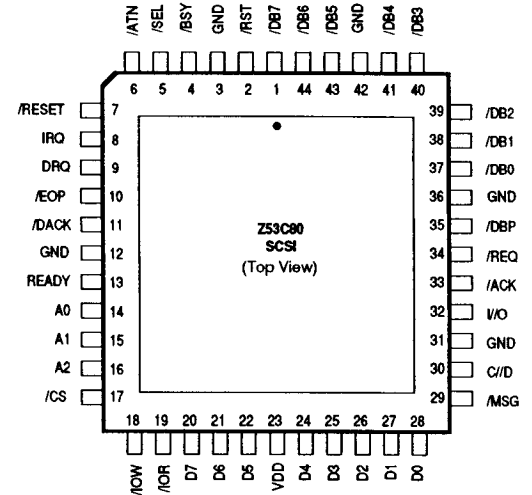 /ATN /SEL /BSY GND /RST /DB7 /DB6 /DB5 GND /DB4 /DB3
6 5 4 3 2 1 44 43 42 41 40
/RESET 7
IRQ 8
DRQ 9
/EOP 10
/DACK 11
GND 12
READY 13
A0 14
A1 15
A2 16
/CS 17
Z53C80
SCSI
(Top View)
39 /DB2
38 /DB1
37 /DB0
36 GND
35 /DBP
34 /REQ
33 /ACK
32 I//O
31 GND
30 C//D
29 /MSG
18 19 20 21 22 23 24 25 26 27 28
/IOW /IOR D7 D6 D5 VDD D4 D3 D2 D1 D0